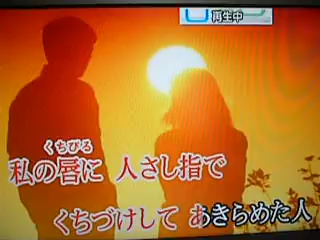 再生中
くちびる
私の唇に 人さし指で
くちづけして あきらめた人